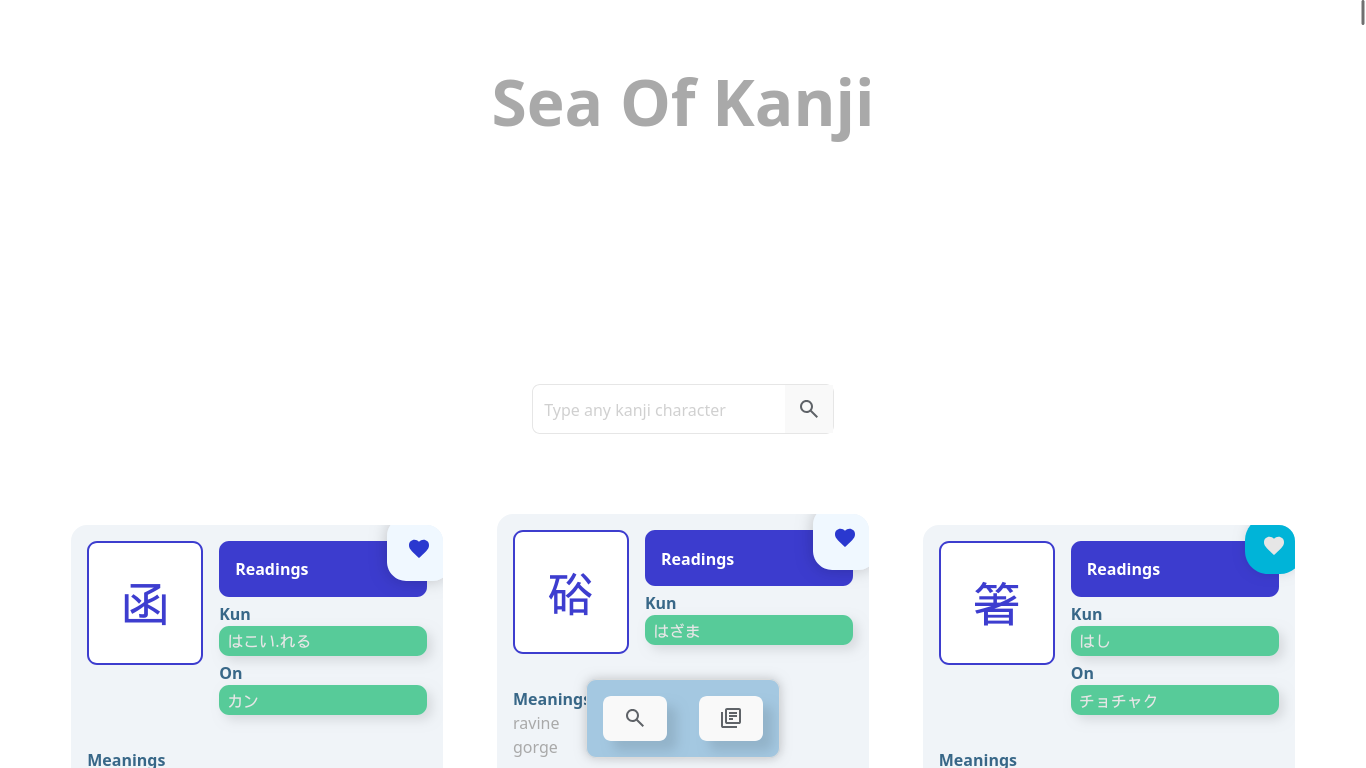 Sea Of Kanji
Type any kanji character
函
Readings
Kun
はこい.れる
On
カン
Meanings
硲
Readings
Kun
はざま
Meanings
ravine
gorge
箸
Readings
Kun
はし
On
チョチャク
Meanings